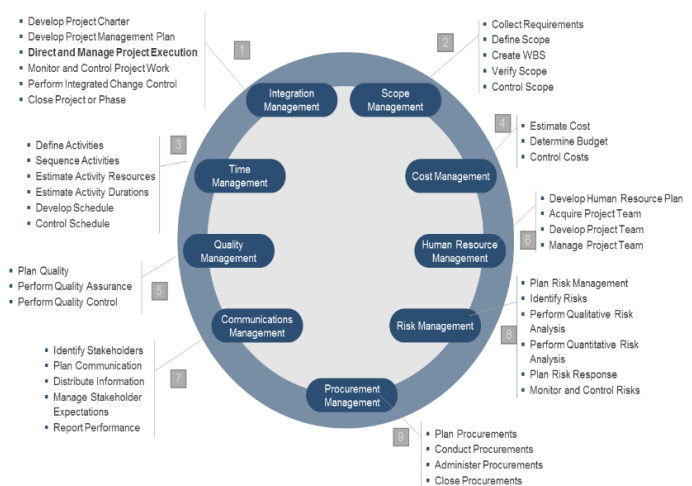 Develop Project Charter
Develop Project Management Plan
Direct and Manage Project Execution
Monitor and Control Project Work
Perform Integrated Change Control
Close Project or Phase
1
Integration
Management
2
Collect Requirements
Define Scope
Create WBS
Verify Scope
Control Scope
Scope
Management
3
Define Activities
Sequence Activities
Estimate Activity Resources
Estimate Activity Durations
Develop Schedule
Control Schedule
Time
Management
4
Estimate Cost
Determine Budget
Control Costs
Cost Management
5
Plan Quality
Perform Quality Assurance
Perform Quality Control
Quality
Management
6
Develop Human Resource Plan
Acquire Project Team
Develop Project Team
Manage Project Team
Human Resource
Management
7
Identify Stakeholders
Plan Communication
Distribute Information
Manage Stakeholder
Expectations
Report Performance
Communications
Management
8
Plan Risk Management
Identify Risks
Perform Qualitative Risk
Analysis
Perform Quantitative Risk
Analysis
Plan Risk Response
Monitor and Control Risks
Risk Management
9
Plan Procurements
Conduct Procurements
Administer Procurements
Close Procurements
Procurement
Management